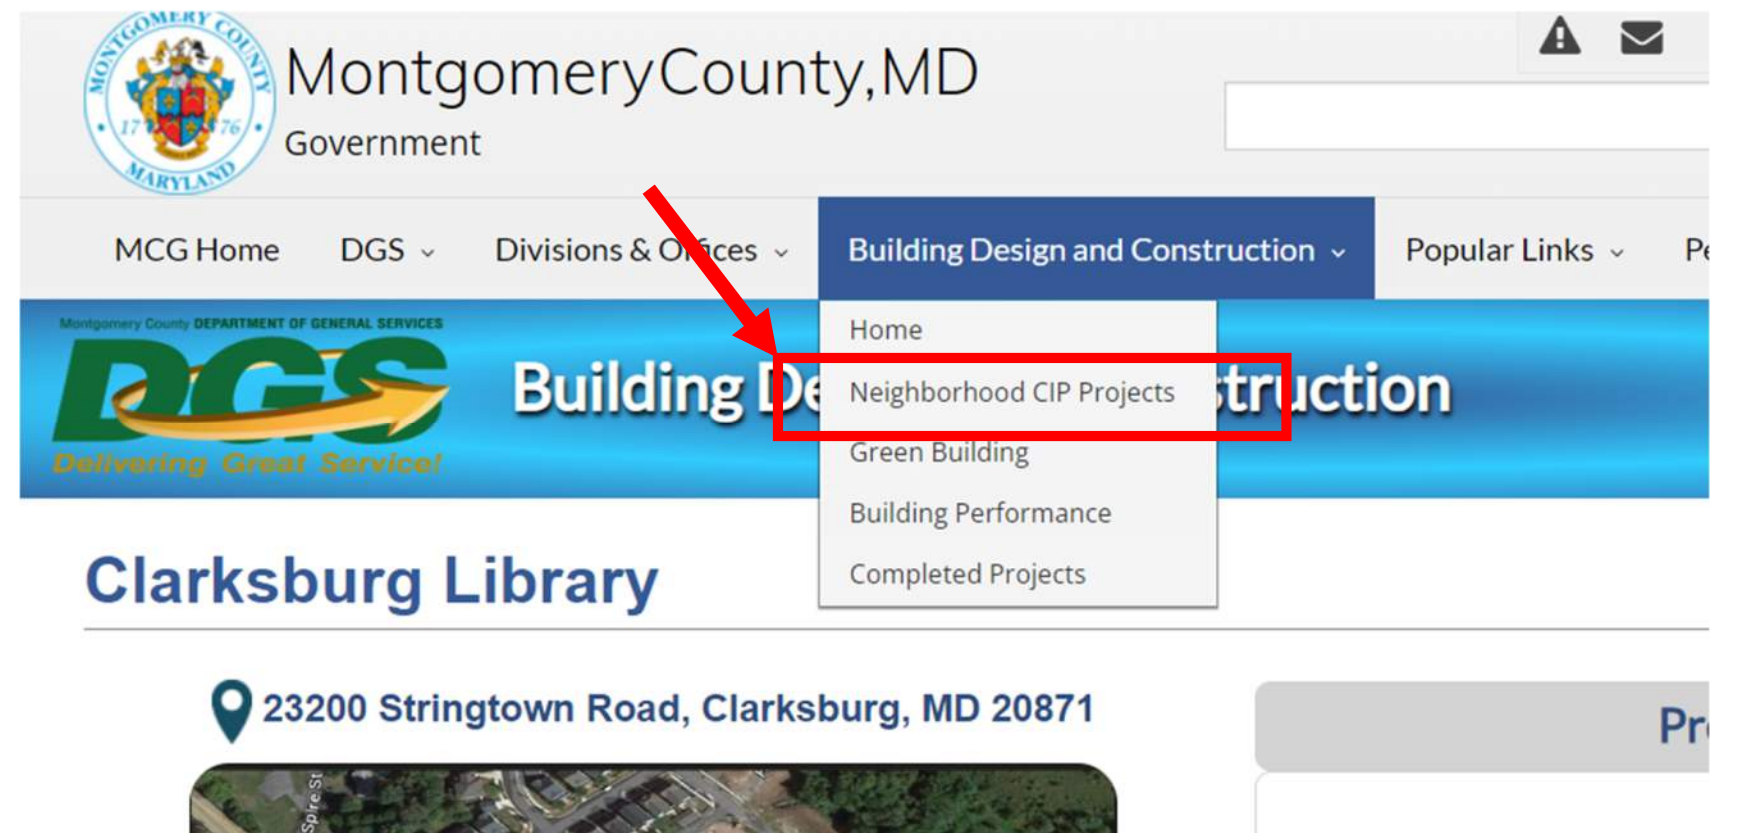 MONTGOMERY COUNTY
1776
MARYLAND
MontgomeryCounty,MD
Government
MCG Home DGS Divisions & Offices Building Design and Construction Popular Links
Montgomery County DEPARTMENT OF GENERAL SERVICES
DGS
Delivering Great Service!
Building
Home
Neighborhood CIP Projects
Green Building
Building Performance
Completed Projects
Clarksburg Library
23200 Stringtown Road, Clarksburg, MD 20871
Spire St